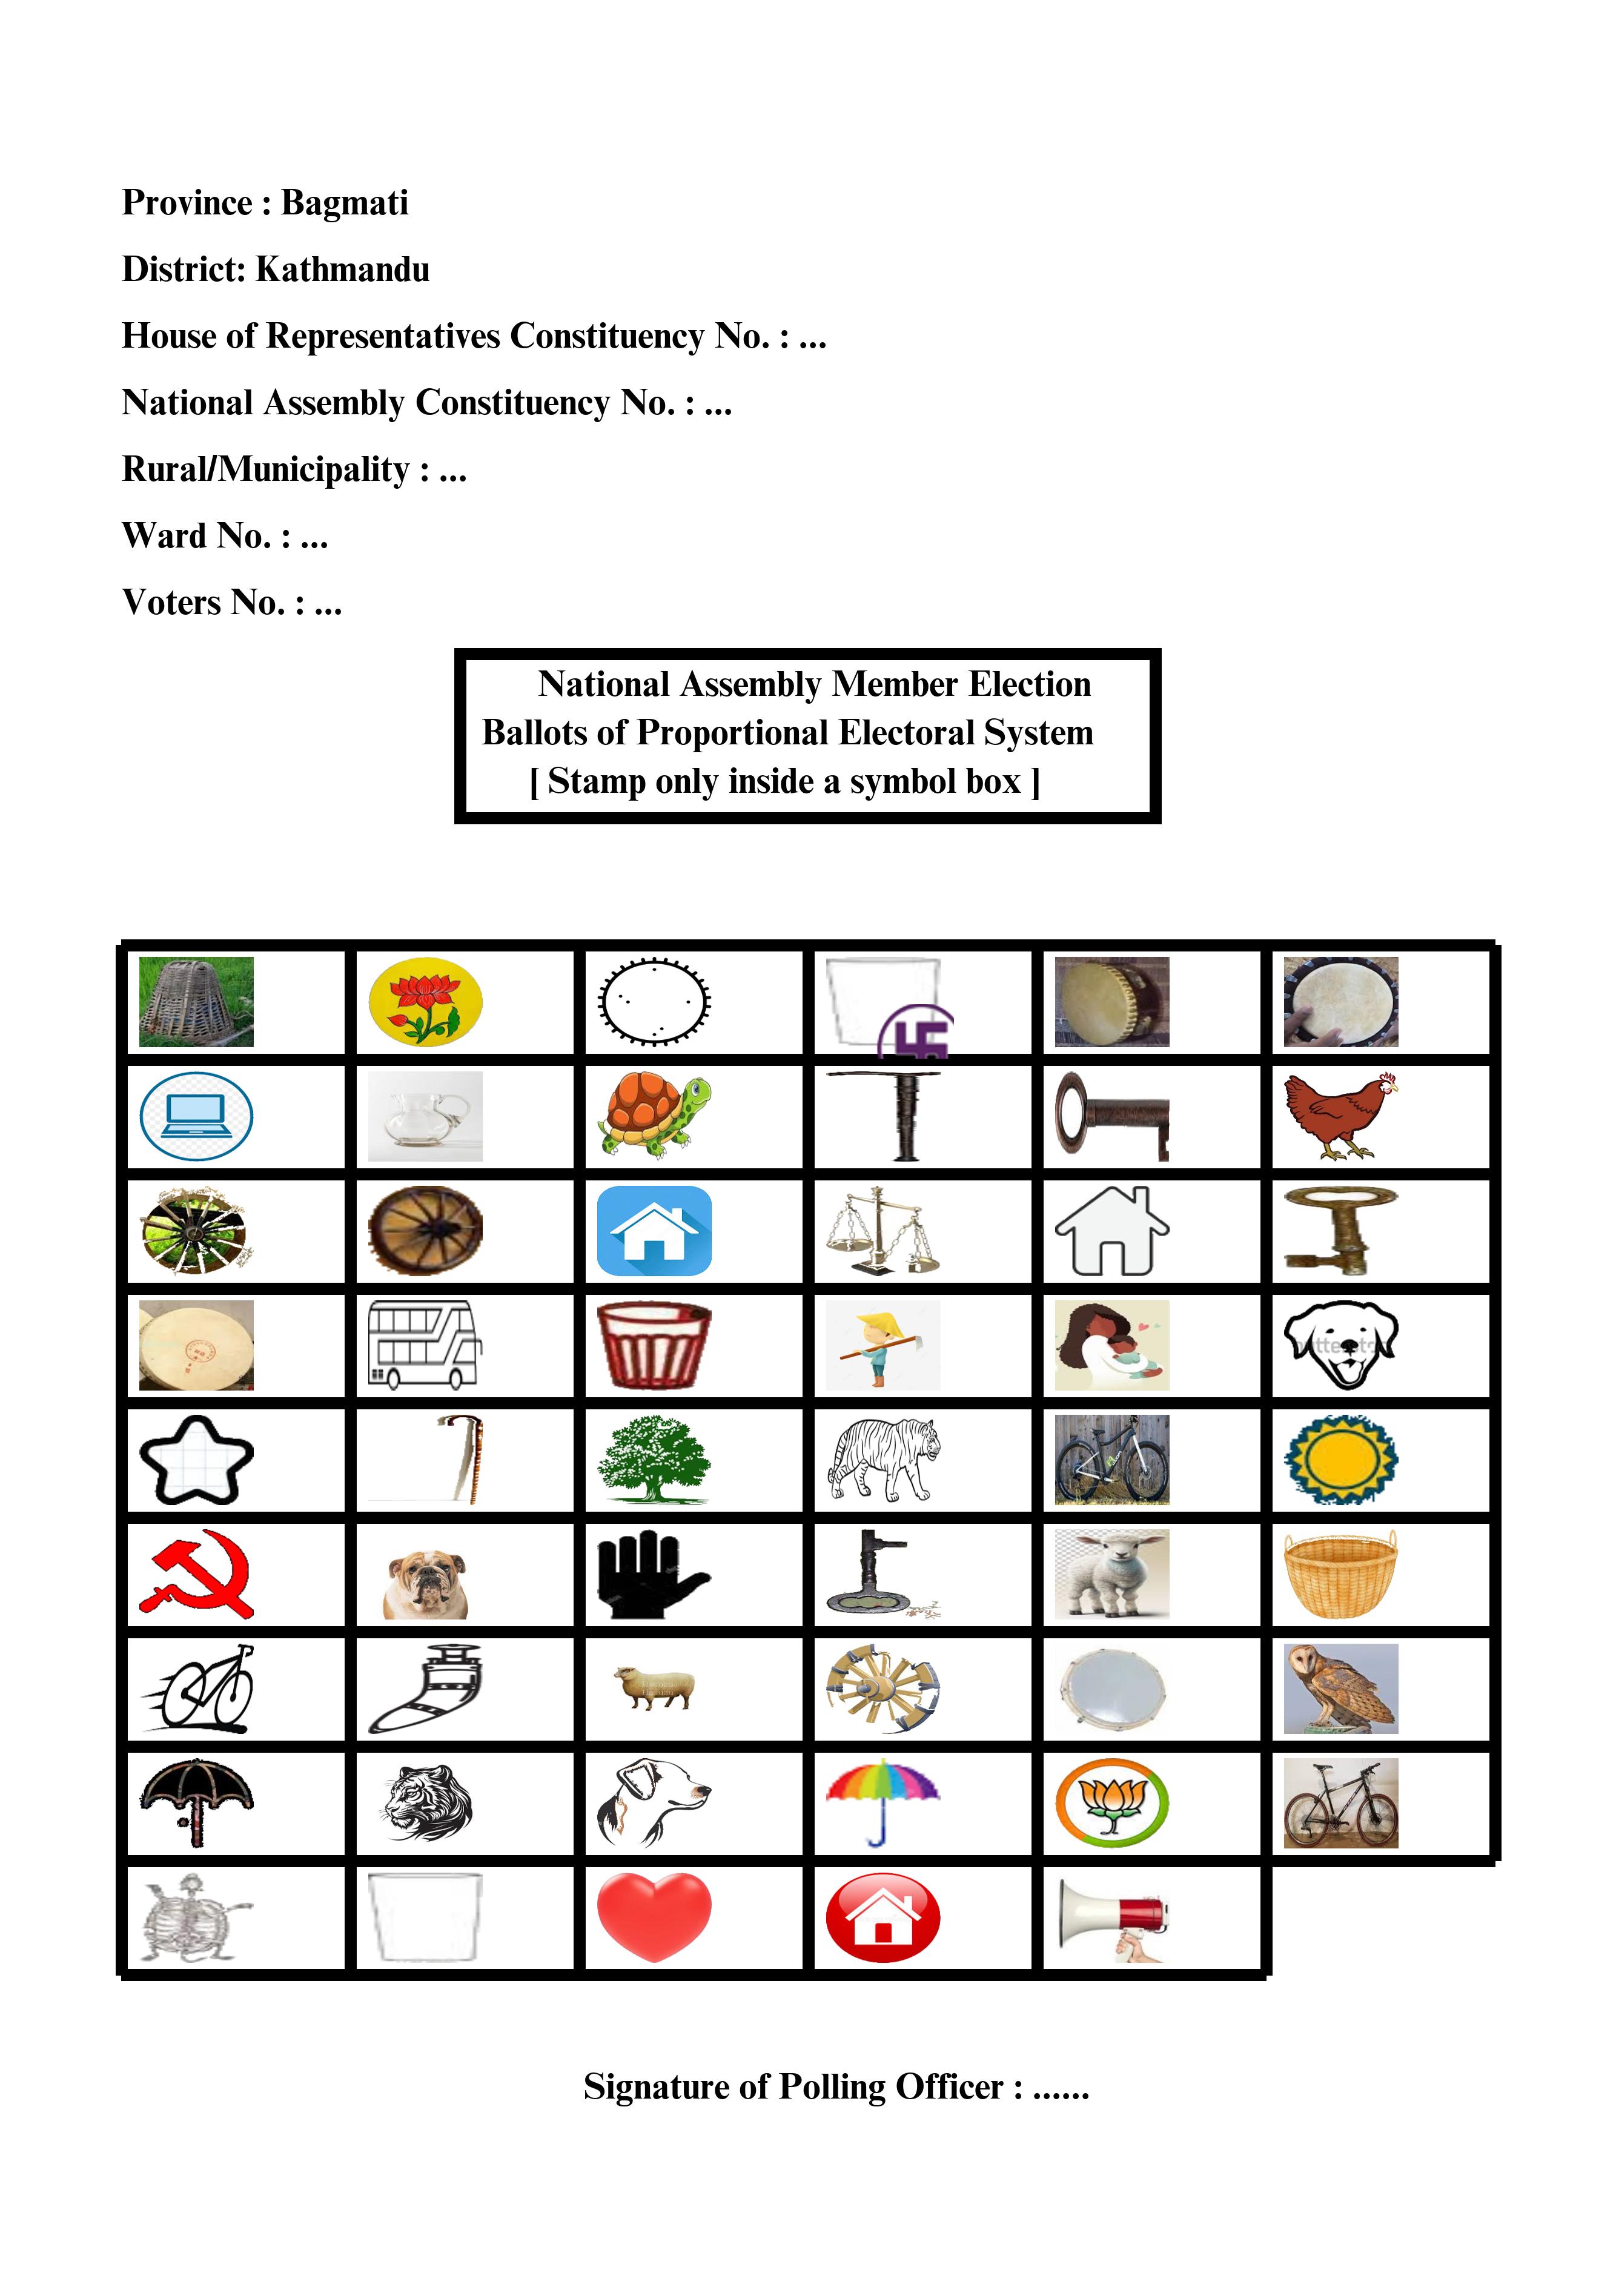 Province : Bagmati
District: Kathmandu
House of Representatives Constituency No. : ...
National Assembly Constituency No. : ...
Rural/Municipality : ...
Ward No. : ...
Voters No. : ...
National Assembly Member Election
Ballots of Proportional Electoral System
[ Stamp only inside a symbol box ]
Signature of Polling Officer : ......